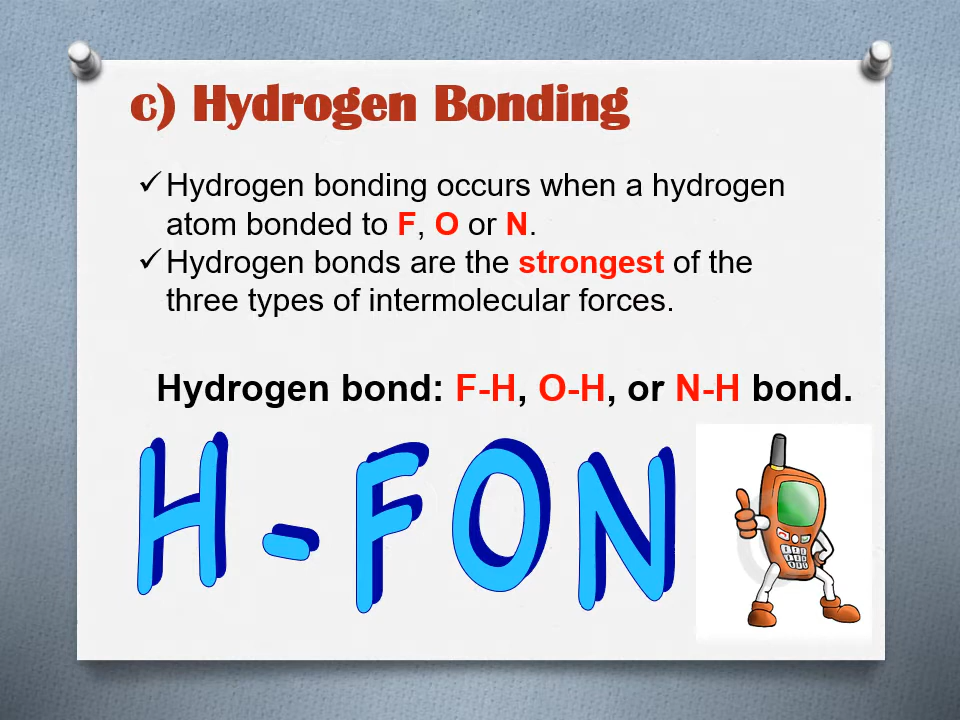 c) Hydrogen Bonding
✓Hydrogen bonding occurs when a hydrogen
atom bonded to F, O or N.
✓Hydrogen bonds are the strongest of the
three types of intermolecular forces.
Hydrogen bond: F-H, O-H, or N-H bond.
H - FON